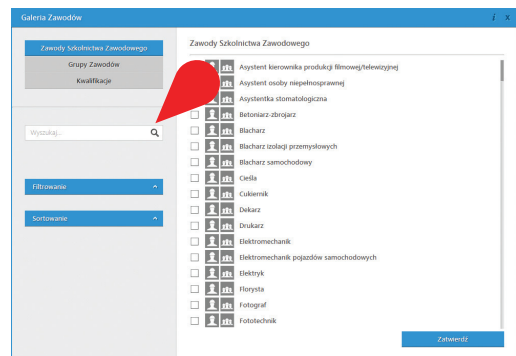 Galeria Zawodów
i x
Zawody Szkolnictwa Zawodowego
Grupy Zawodów
Kwalifikacje
Wyszukaj...
Filtrowanie
Sortowanie
Zawody Szkolnictwa Zawodowego
Asystent kierownika produkcji filmowej/telewizyjnej
Asystent osoby niepełnosprawnej
Asystentka stomatologiczna
Betoniarz-zbrojarz
Blacharz
Blacharz izolacji przemysłowych
Blacharz samochodowy
Cieśla
Cukiernik
Dekarz
Drukarz
Elektromechanik
Elektromechanik pojazdów samochodowych
Elektryk
Florysta
Fotograf
Fototechnik
Zatwierdź